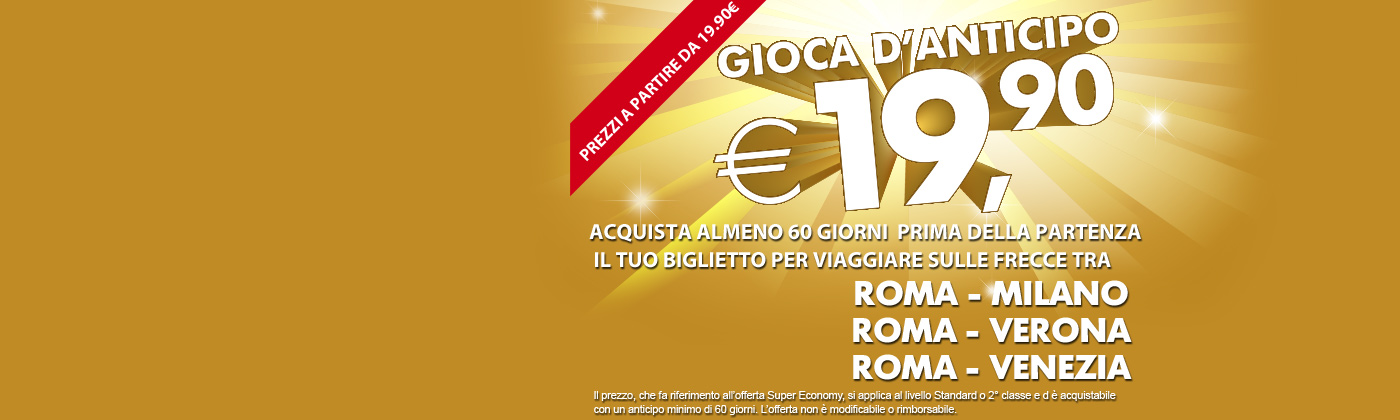 PREZZI A PARTIRE DA 19.90€
GIOCA D'ANTICIPO
€ 19,90
ACQUISTA ALMENO 60 GIORNI PRIMA DELLA PARTENZA
IL TUO BIGLIETTO PER VIAGGIARE SULLE FRECCE TRA
ROMA - MILANO
ROMA - VERONA
ROMA - VENEZIA
Il prezzo, che fa riferimento all'offerta Super Economy, si applica al livello Standard o 2° classe e d è acquistabile
con un anticipo minimo di 60 giorni. L'offerta non è modificabile o rimborsabile.